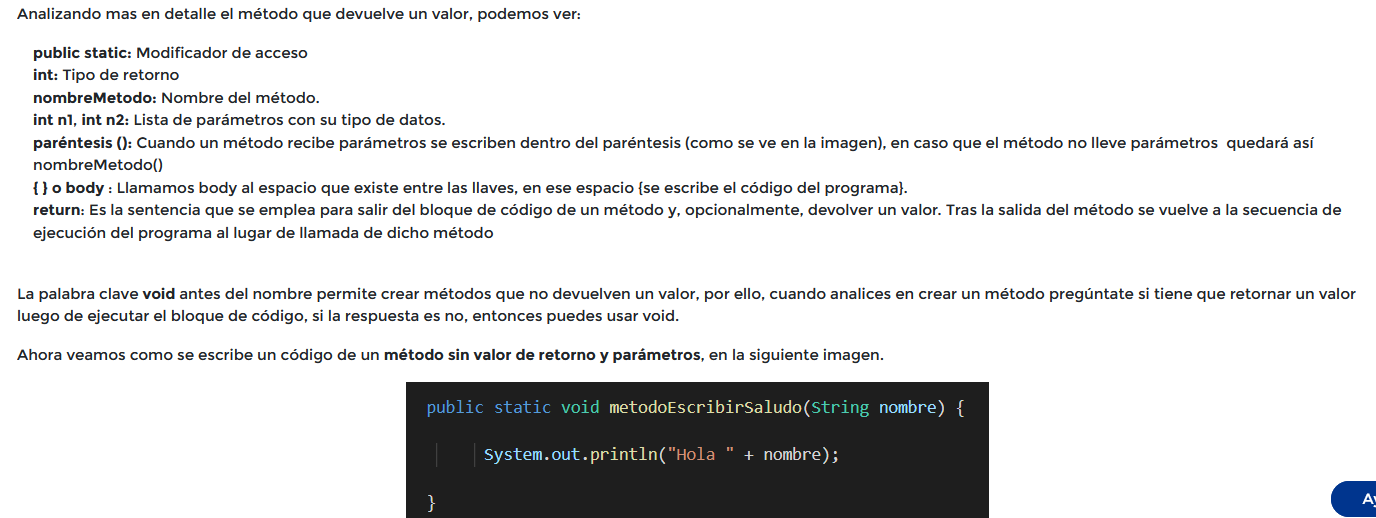 Analizando mas en detalle el método que devuelve un valor, podemos ver:
public static: Modificador de acceso
int: Tipo de retorno
nombreMetodo: Nombre del método.
int n1, int n2: Lista de parámetros con su tipo de datos.
paréntesis (): Cuando un método recibe parámetros se escriben dentro del paréntesis (como se ve en la imagen), en caso que el método no lleve parámetros quedará así
nombreMetodo()
{ } o body : Llamamos body al espacio que existe entre las llaves, en ese espacio {se escribe el código del programa}.
return: Es la sentencia que se emplea para salir del bloque de código de un método y, opcionalmente, devolver un valor. Tras la salida del método se vuelve a la secuencia de
ejecución del programa al lugar de llamada de dicho método
La palabra clave void antes del nombre permite crear métodos que no devuelven un valor, por ello, cuando analices en crear un método pregúntate si tiene que retornar un valor
luego de ejecutar el bloque de código, si la respuesta es no, entonces puedes usar void.
Ahora veamos como se escribe un código de un método sin valor de retorno y parámetros, en la siguiente imagen.
public static void metodoEscribirSaludo(String nombre) {
System.out.println("Hola " + nombre);
}